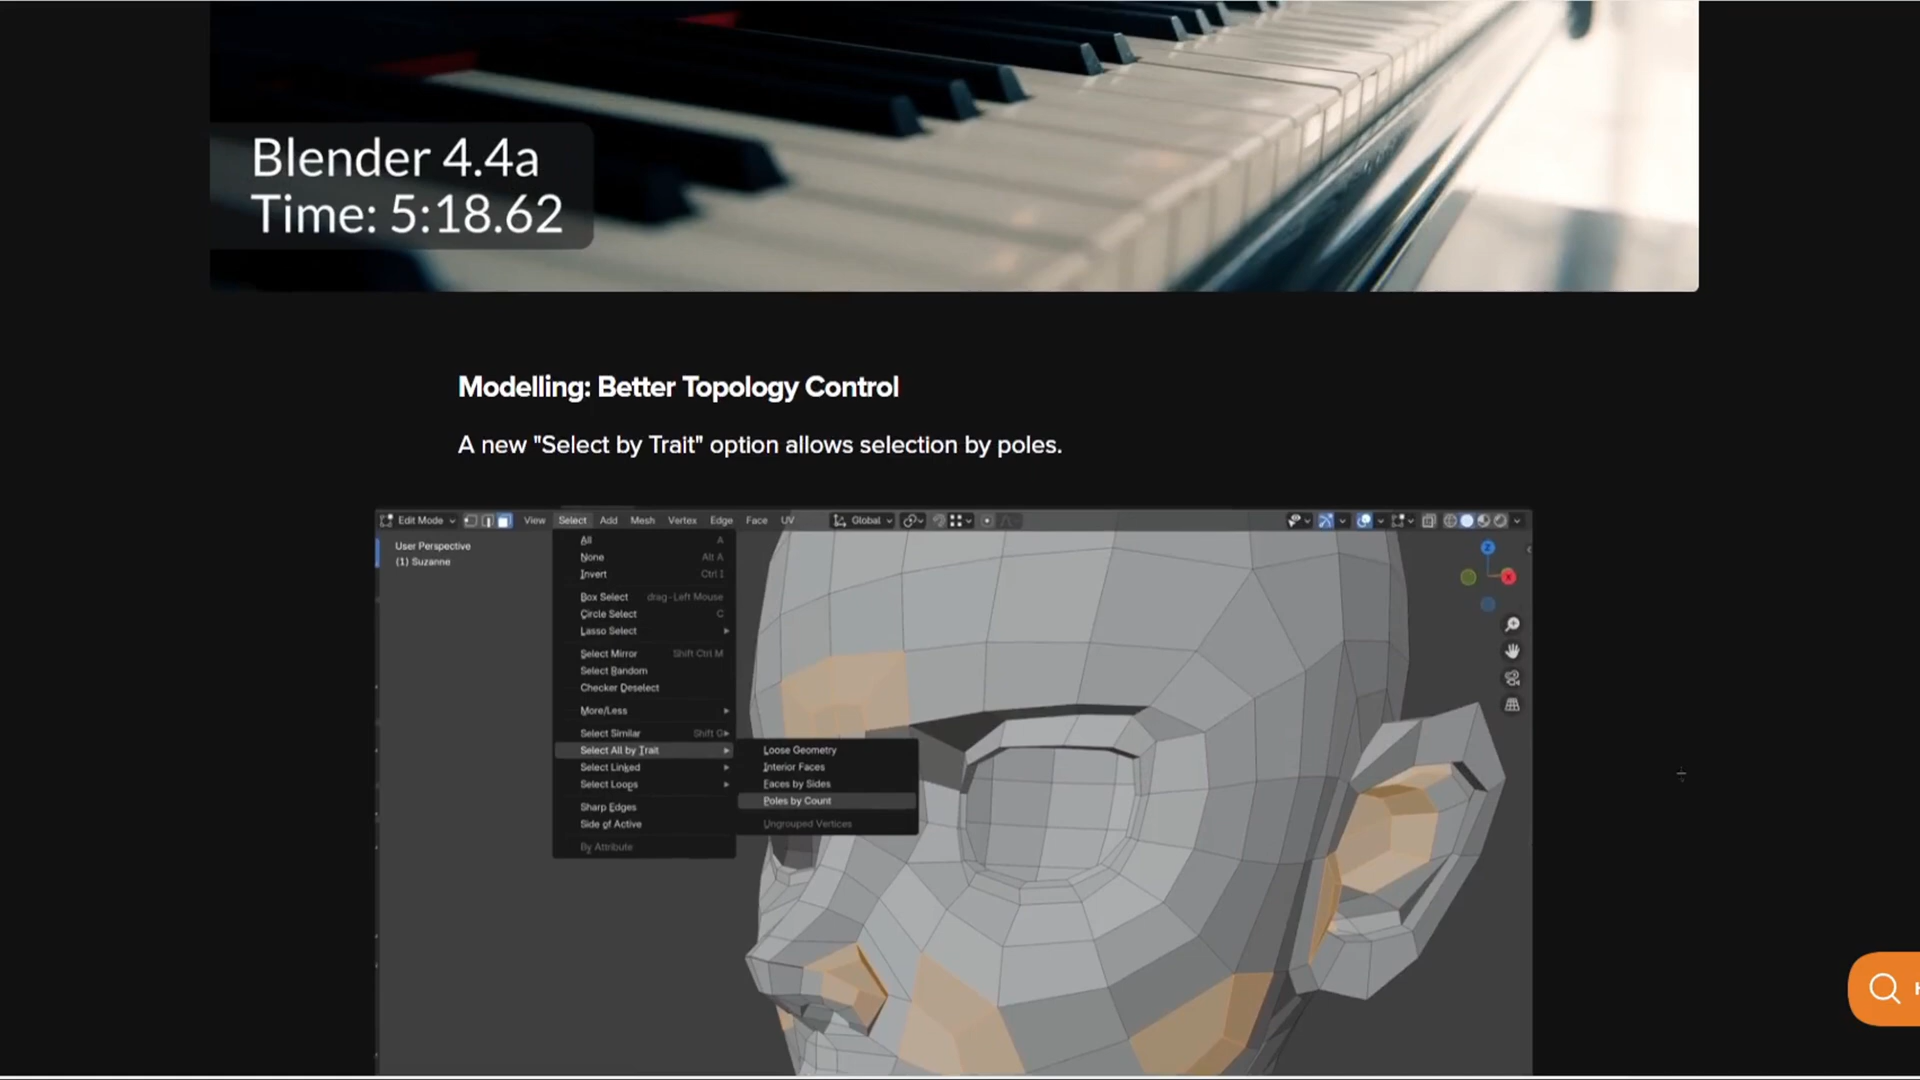 Blender 4.4a
Time: 5:18.62
Modelling: Better Topology Control
A new "Select by Trait" option allows selection by poles.
Edit Mode View Select Add Mesh Vertex Edge Face UV Global
User Perspective
(1) Suzanne
All A
None Alt A
Invert Ctrl I
Box Select drag-Left Mouse
Circle Select C
Lasso Select
Select Mirror Shift Ctrl M
Select Random
Checker Deselect
More/Less
Select Similar Shift G
Select All by Trait
Select Linked
Select Loops
Sharp Edges
Side of Active
By Attribute
Loose Geometry
Interior Faces
Faces by Sides
Poles by Count
Ungrouped Vertices
Z
X